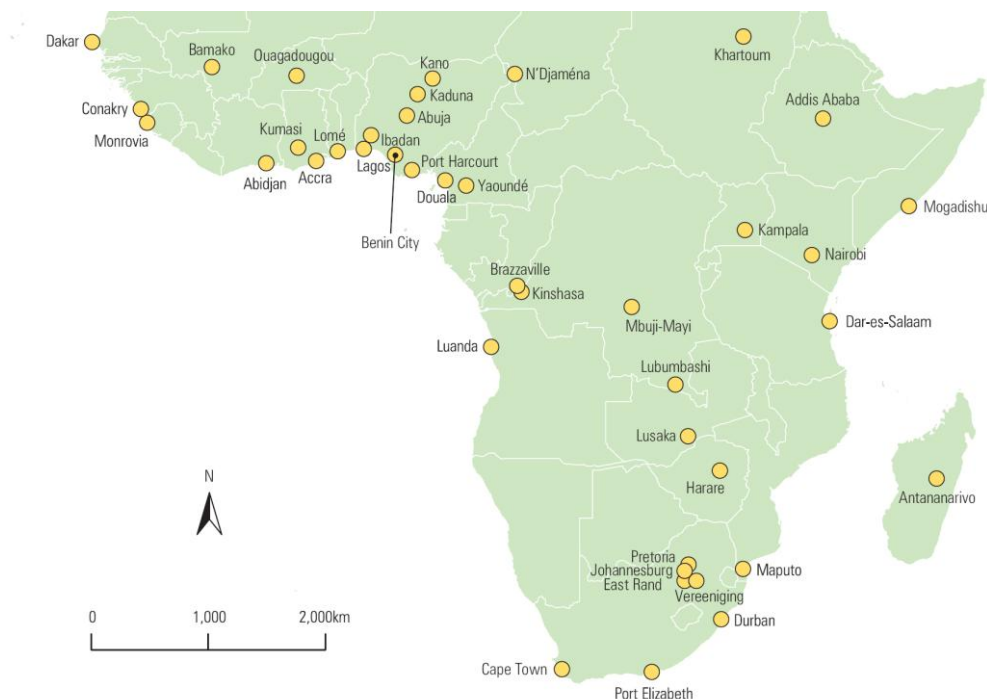 Dakar
Bamako
Ouagadougou
Kano
N'Djaména
Khartoum
Kaduna
Conakry
Abuja
Addis Ababa
Monrovia
Kumasi
Lomé
Ibadan
Lagos
Port Harcourt
Abidjan
Accra
Douala
Yaoundé
Mogadishu
Benin City
Kampala
Nairobi
Brazzaville
Kinshasa
Mbuji-Mayi
Dar-es-Salaam
Luanda
Lubumbashi
Lusaka
N
Harare
Antananarivo
Pretoria
Johannesburg
East Rand
Maputo
Vereeniging
0 1,000 2,000km
Durban
Cape Town
Port Elizabeth